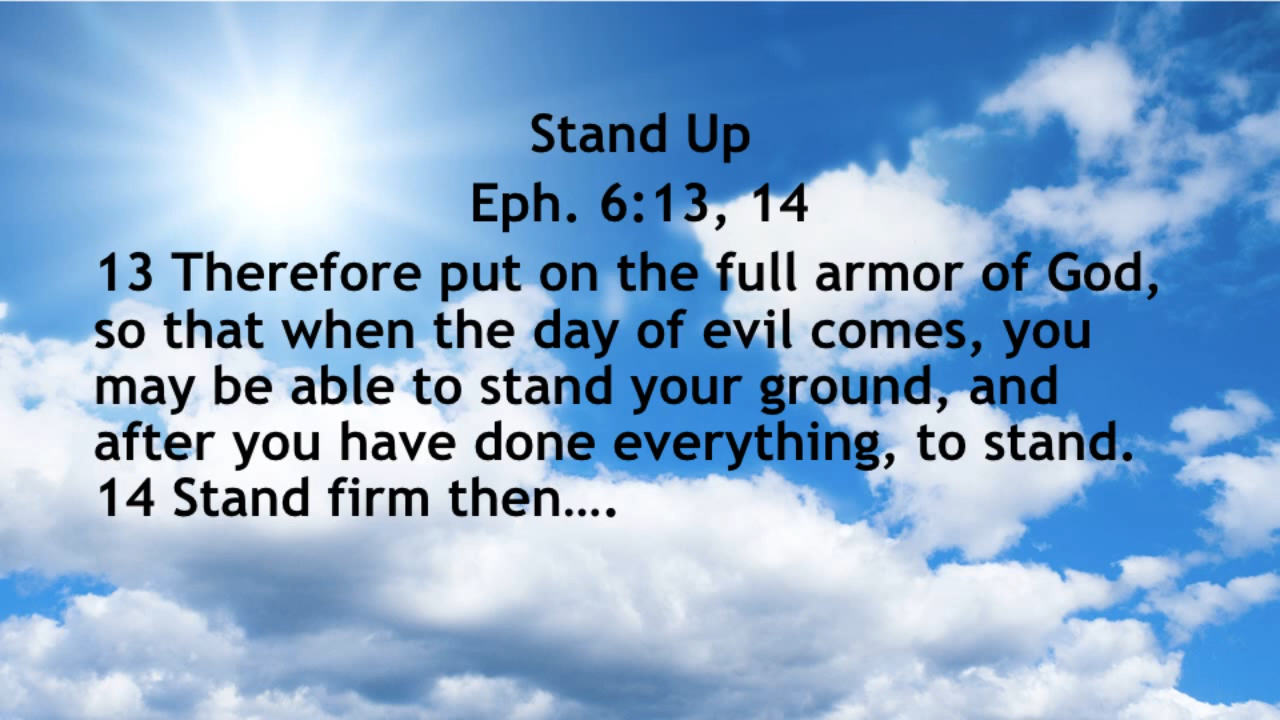 Stand Up
Eph. 6:13, 14
13 Therefore put on the full armor of God,
so that when the day of evil comes, you
may be able to stand your ground, and
after you have done everything, to stand.
14 Stand firm then….